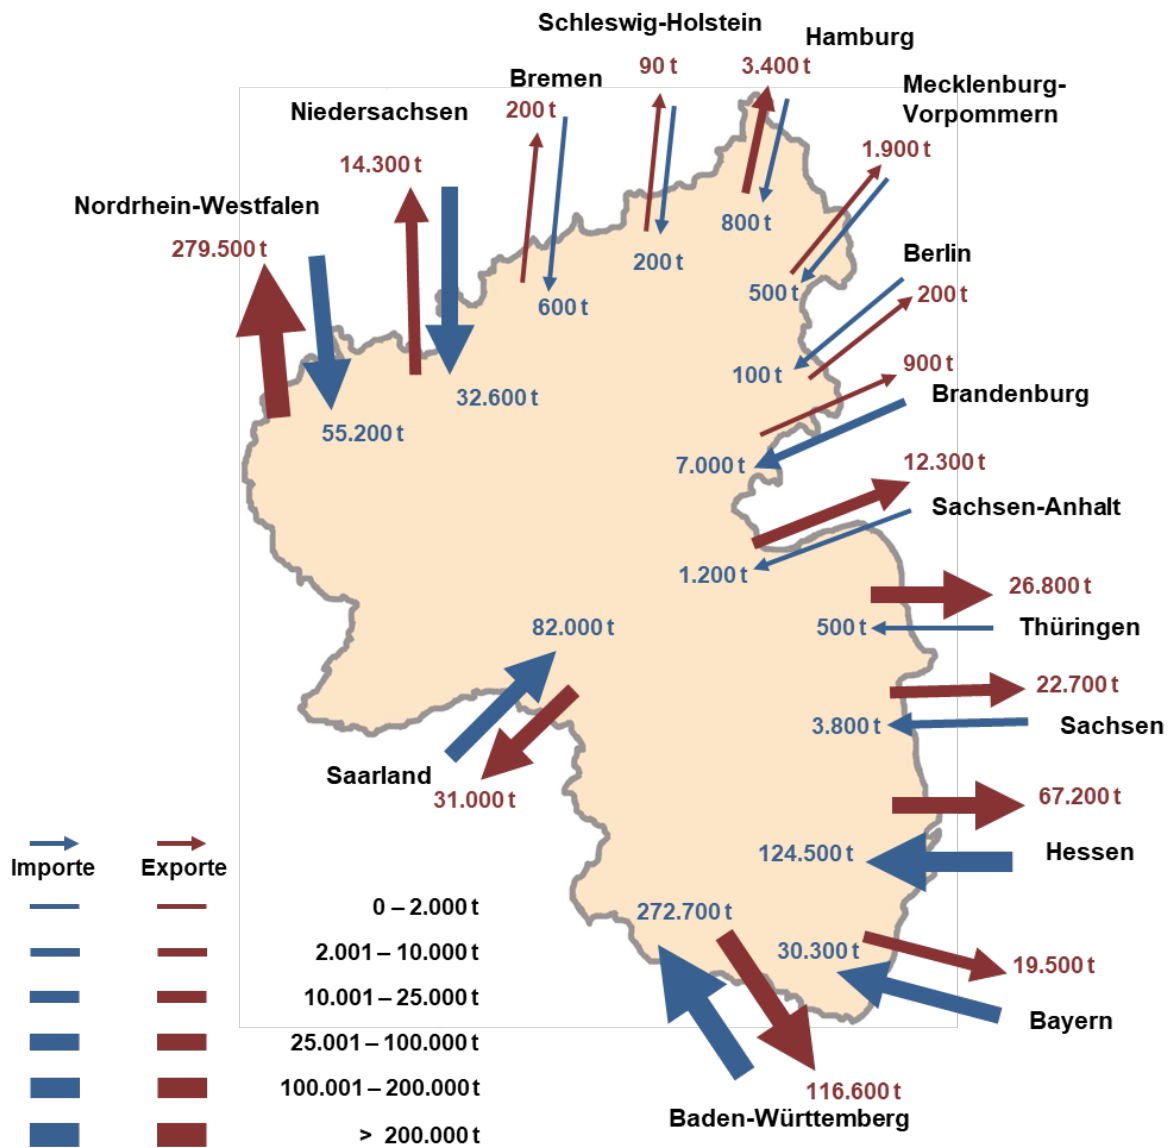 Schleswig-Holstein
Hamburg
90 t
3.400 t
Bremen
200 t
Mecklenburg-
Vorpommern
Niedersachsen
14.300 t
1.900 t
Nordrhein-Westfalen
279.500 t
800 t
200 t
Berlin
200 t
500 t
600 t
100 t
900 t
Brandenburg
32.600 t
55.200 t
7.000 t
12.300 t
Sachsen-Anhalt
1.200 t
26.800 t
82.000 t
500 t
Thüringen
22.700 t
3.800 t
Sachsen
Saarland
31.000 t
67.200 t
124.500 t
Hessen
272.700 t
30.300 t
19.500 t
Bayern
116.600 t
Baden-Württemberg
Importe
Exporte
0 – 2.000 t
2.001 – 10.000 t
10.001 – 25.000 t
25.001 – 100.000 t
100.001 – 200.000 t
> 200.000 t